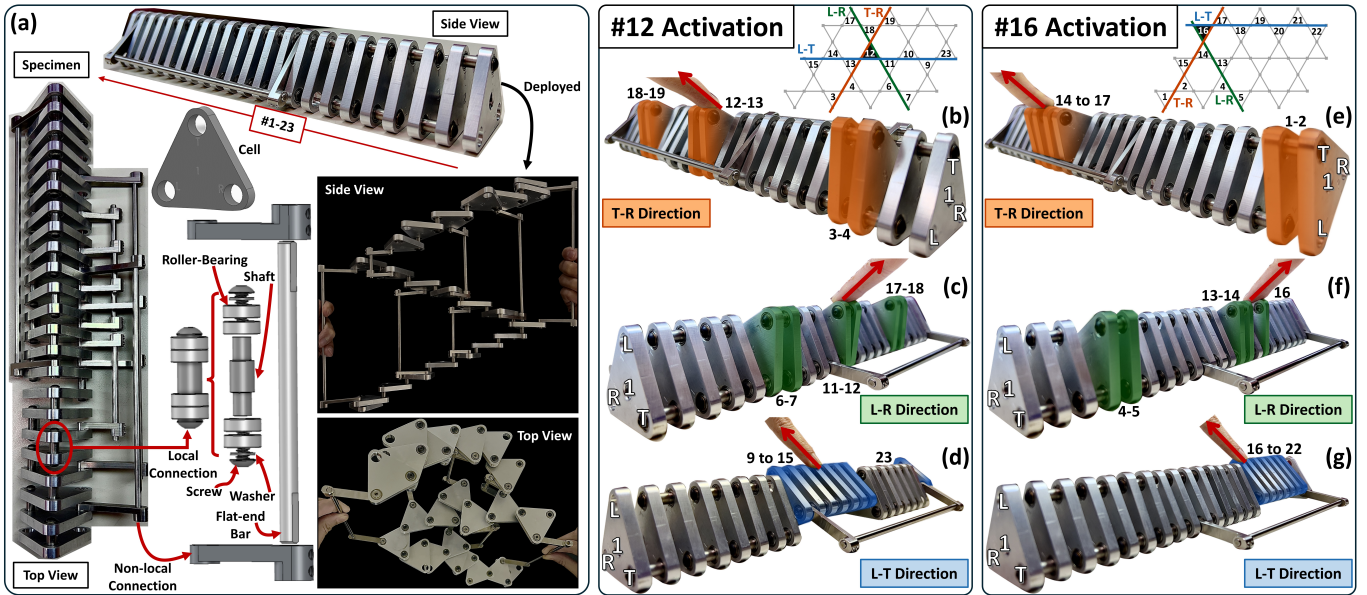 (a)
Side View
Specimen
Deployed
#1-23
Cell
Side View
Roller-Bearing
Shaft
Local
Connection
Screw
Washer
Flat-end
Bar
Top View
Non-local
Connection
Top View
#12 Activation
L-R
T-R
17
19
18
L-T
14
12
10
23
15
13
11
9
3
4
6
7
(b)
18-19
12-13
T
1
R
L
T-R Direction
3-4
(c)
17-18
L
1
R
T
6-7
11-12
L-R Direction
(d)
9 to 15
23
L
1
R
T
L-T Direction
#16 Activation
L-T
17
19
21
16
18
20
22
14
15
13
1
2
4
5
T-R
L-R
(e)
14 to 17
1-2
T
R
1
L
T-R Direction
(f)
13-14
16
L
1
R
T
4-5
L-R Direction
(g)
16 to 22
L
1
R
T
L-T Direction